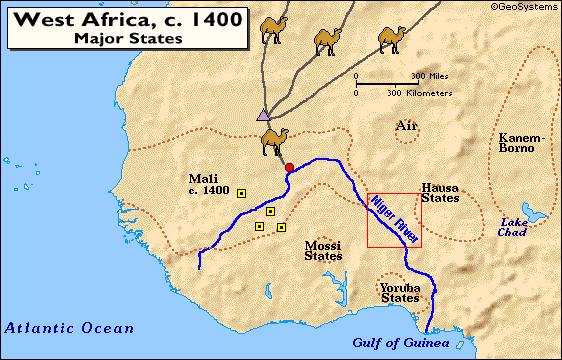 West Africa, c. 1400
Major States
©GeoSystems
0 300 Miles
0 300 Kilometers
Air
Kanem-
Borno
Mali
c. 1400
Hausa
States
Niger River
Lake
Chad
Mossi
States
Yoruba
States
Atlantic Ocean
Gulf of Guinea